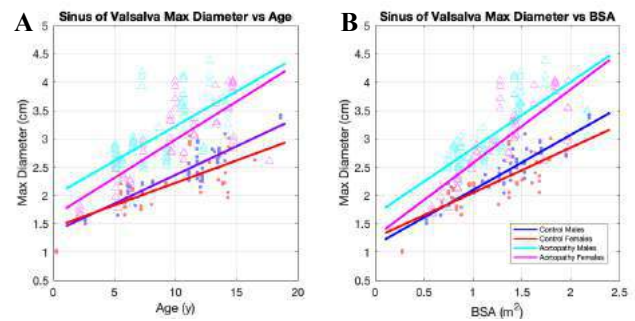 A
Sinus of Valsalva Max Diameter vs Age
Max Diameter (cm)
5
4.5
4
3.5
3
2.5
2
1.5
1
0.5
0
5
10
15
20
Age (y)
B
Sinus of Valsalva Max Diameter vs BSA
Max Diameter (cm)
5
4.5
4
3.5
3
2.5
2
1.5
1
0.5
0
0.5
1
1.5
2
2.5
BSA (m²)
Control Males
Control Females
Aortopathy Males
Aortopathy Females